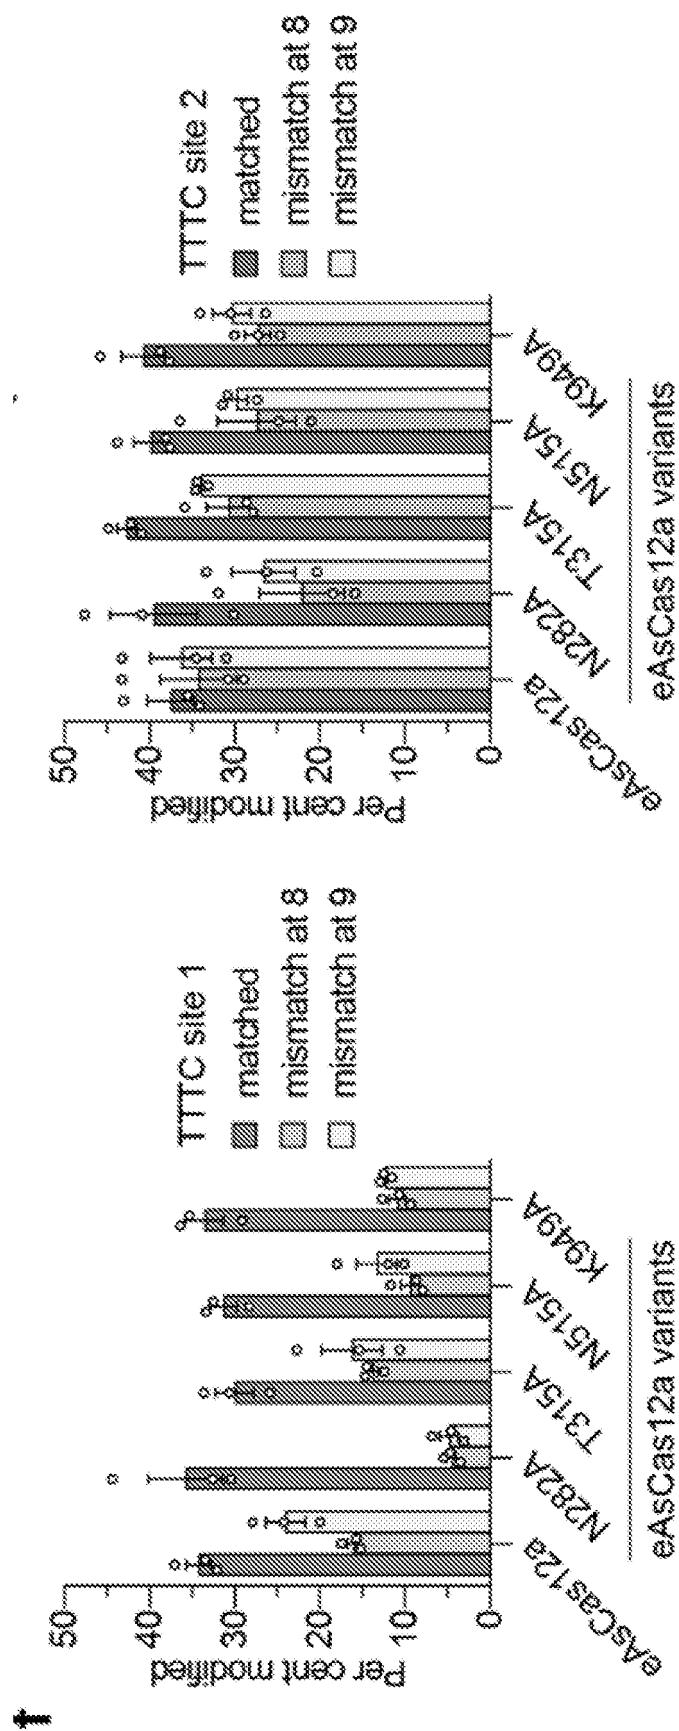 f
Per cent modified
50
40
30
20
10
0
TTTC site 1
matched
mismatch at 8
mismatch at 9
eAsCas12a
N282A
T315A
N515A
K949A
eAsCas12a variants
Per cent modified
50
40
30
20
10
0
TTTC site 2
matched
mismatch at 8
mismatch at 9
eAsCas12a
N282A
T315A
N515A
K949A
eAsCas12a variants